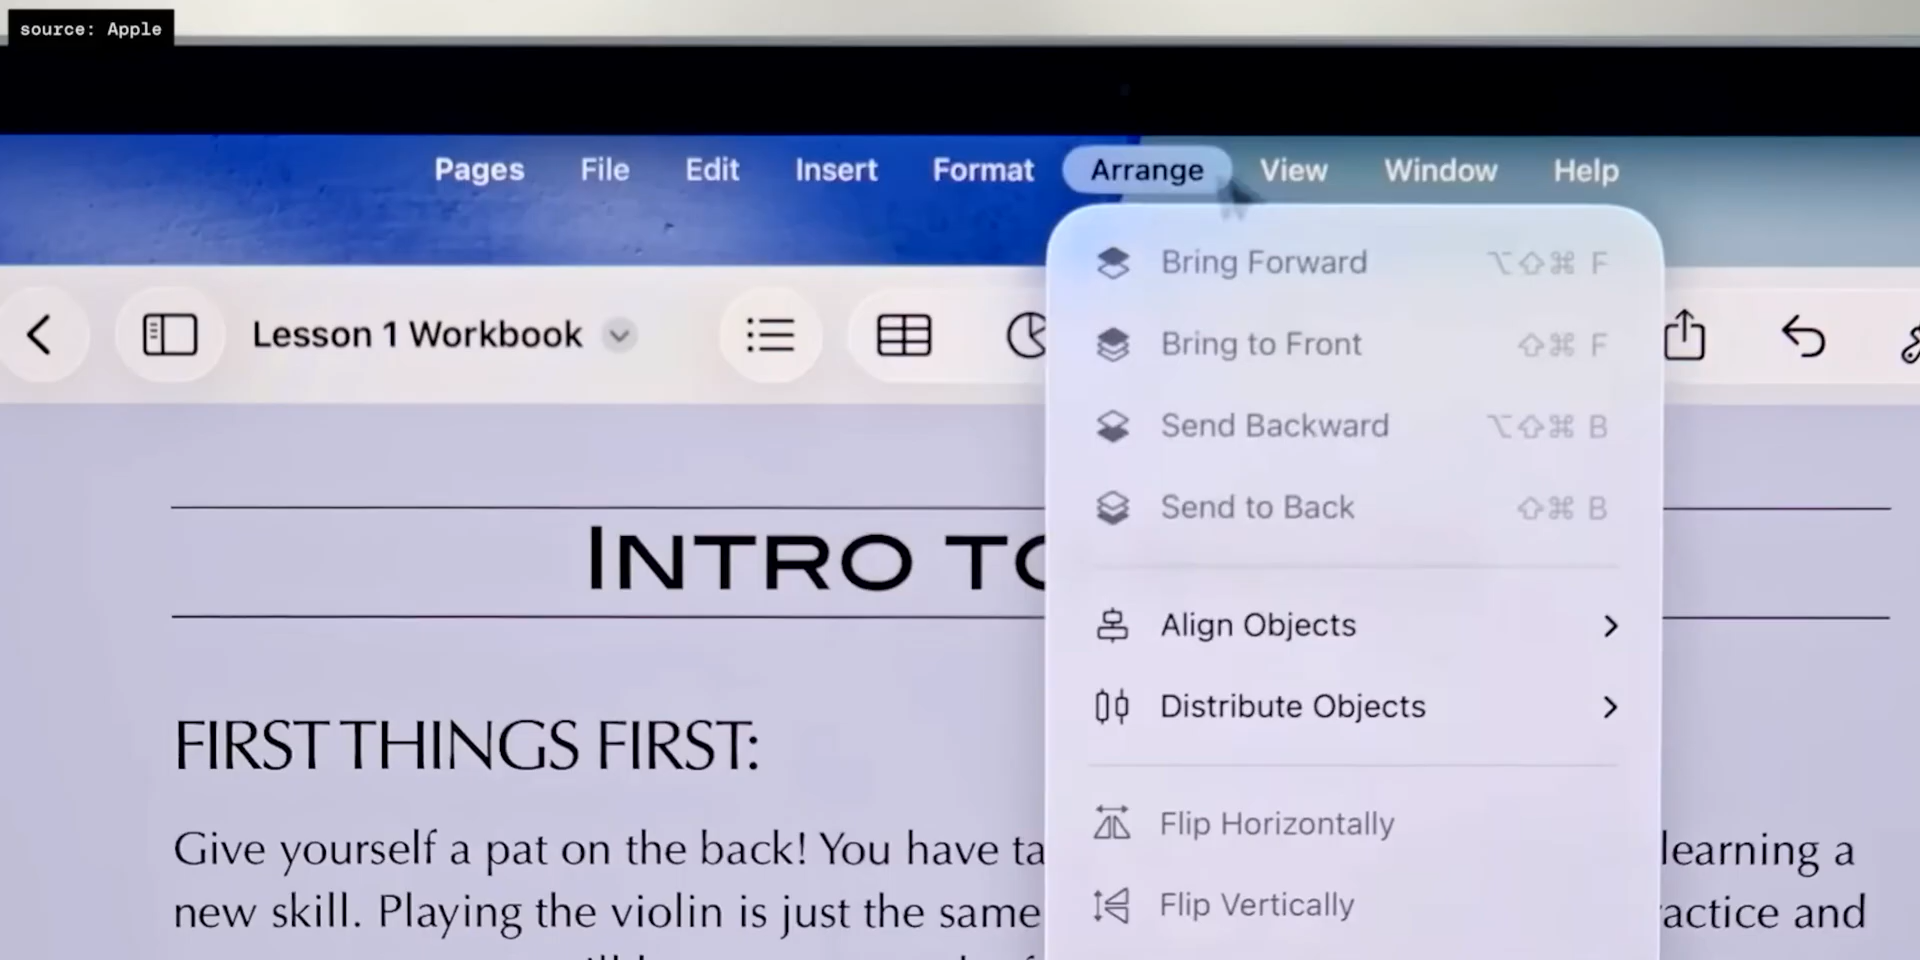 source: Apple
Pages File Edit Insert Format Arrange View Window Help
Lesson 1 Workbook
Bring Forward ⌥⇧⌘ F
Bring to Front ⇧⌘ F
Send Backward ⌥⇧⌘ B
Send to Back ⇧⌘ B
Align Objects
Distribute Objects
Flip Horizontally
Flip Vertically
INTRO TO
FIRST THINGS FIRST:
Give yourself a pat on the back! You have learning a
new skill. Playing the violin is just the same and